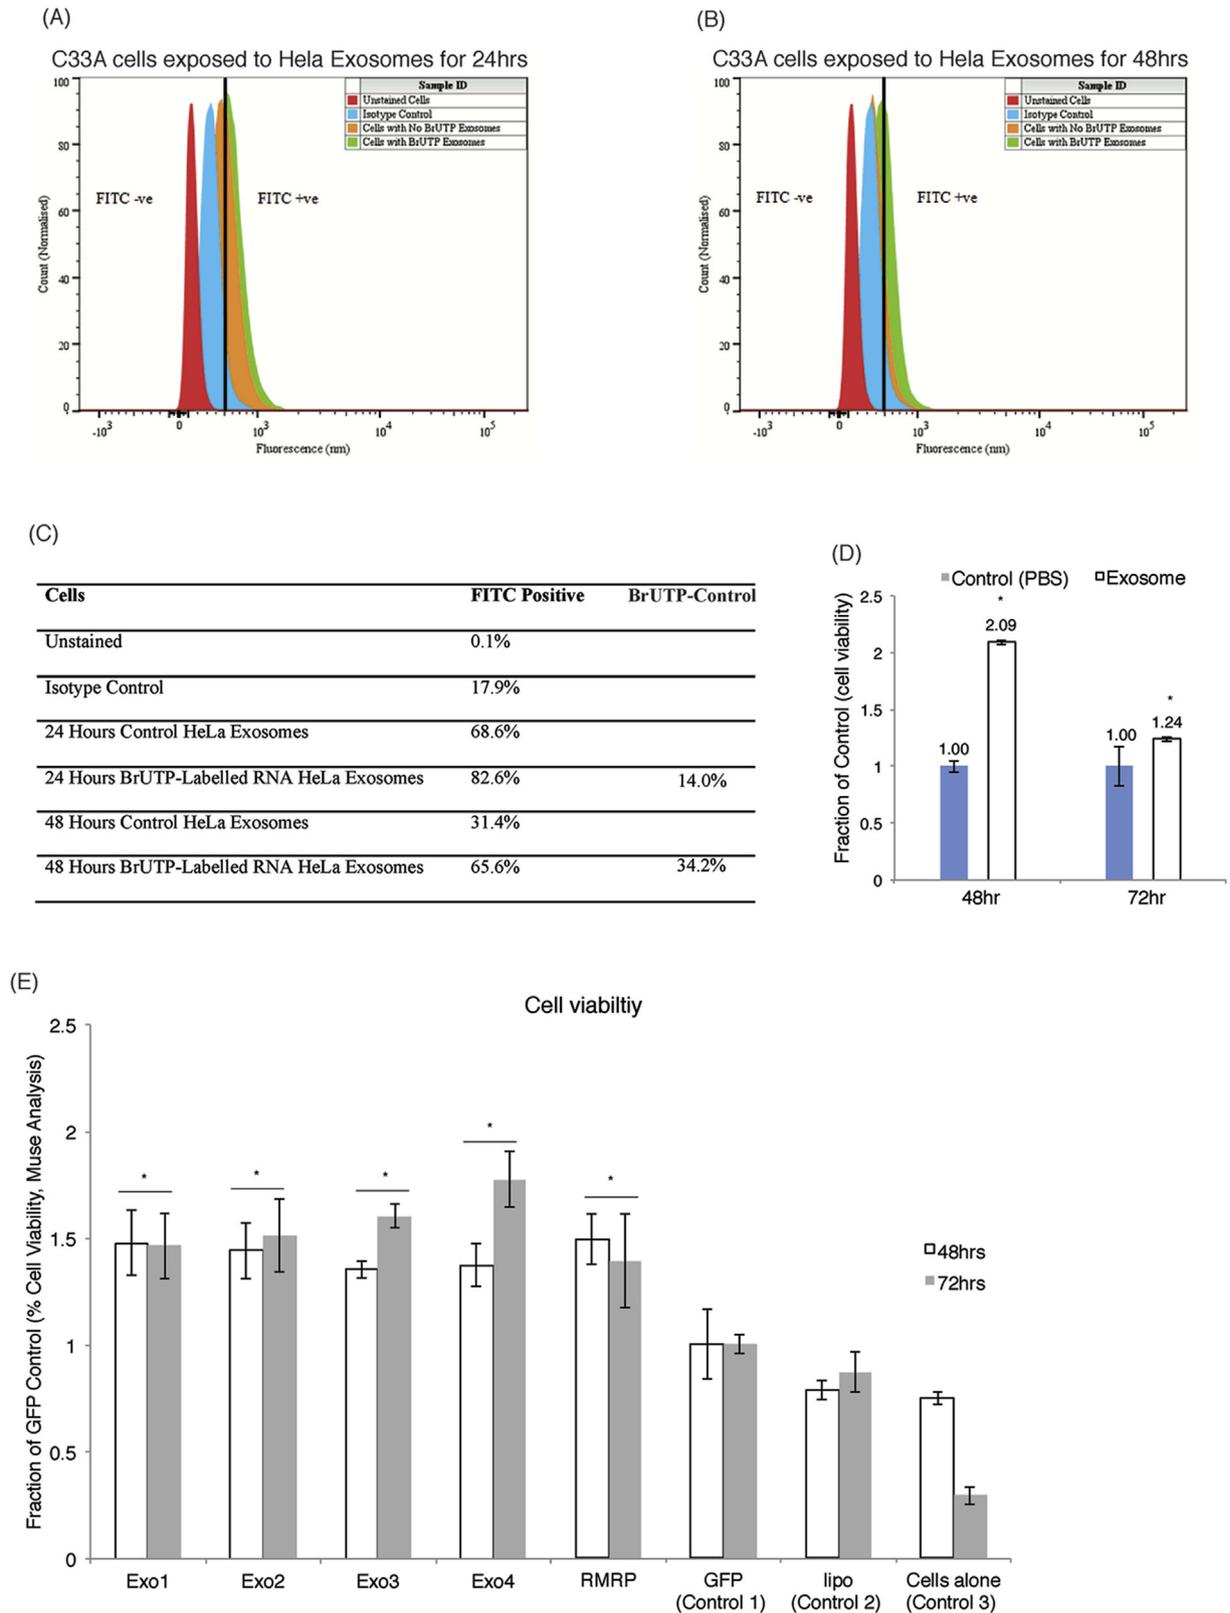 (A)
C33A cells exposed to Hela Exosomes for 24hrs
Sample ID
Unstained Cells
Isotype Control
Cells with No BrUTP Exosomes
Cells with BrUTP Exosomes
FITC -ve
FITC +ve
Count (Normalised)
100
80
60
40
20
0
-10³
0
10³
10⁴
10⁵
Fluorescence (nm)
(B)
C33A cells exposed to Hela Exosomes for 48hrs
Sample ID
Unstained Cells
Isotype Control
Cells with No BrUTP Exosomes
Cells with BrUTP Exosomes
FITC -ve
FITC +ve
Count (Normalised)
100
80
60
40
20
0
-10³
0
10³
10⁴
10⁵
Fluorescence (nm)
(C)
Cells FITC Positive BrUTP-Control
Unstained 0.1%
Isotype Control 17.9%
24 Hours Control HeLa Exosomes 68.6%
24 Hours BrUTP-Labelled RNA HeLa Exosomes 82.6% 14.0%
48 Hours Control HeLa Exosomes 31.4%
48 Hours BrUTP-Labelled RNA HeLa Exosomes 65.6% 34.2%
(D)
Control (PBS) Exosome
Fraction of Control (cell viability)
2.5
2
1.5
1
0.5
0
1.00
*
2.09
1.00
*
1.24
48hr
72hr
(E)
Cell viabiltiy
Fraction of GFP Control (% Cell Viability, Muse Analysis)
2.5
2
1.5
1
0.5
0
*
*
*
*
*
48hrs
72hrs
Exo1
Exo2
Exo3
Exo4
RMRP
GFP
(Control 1)
lipo
(Control 2)
Cells alone
(Control 3)